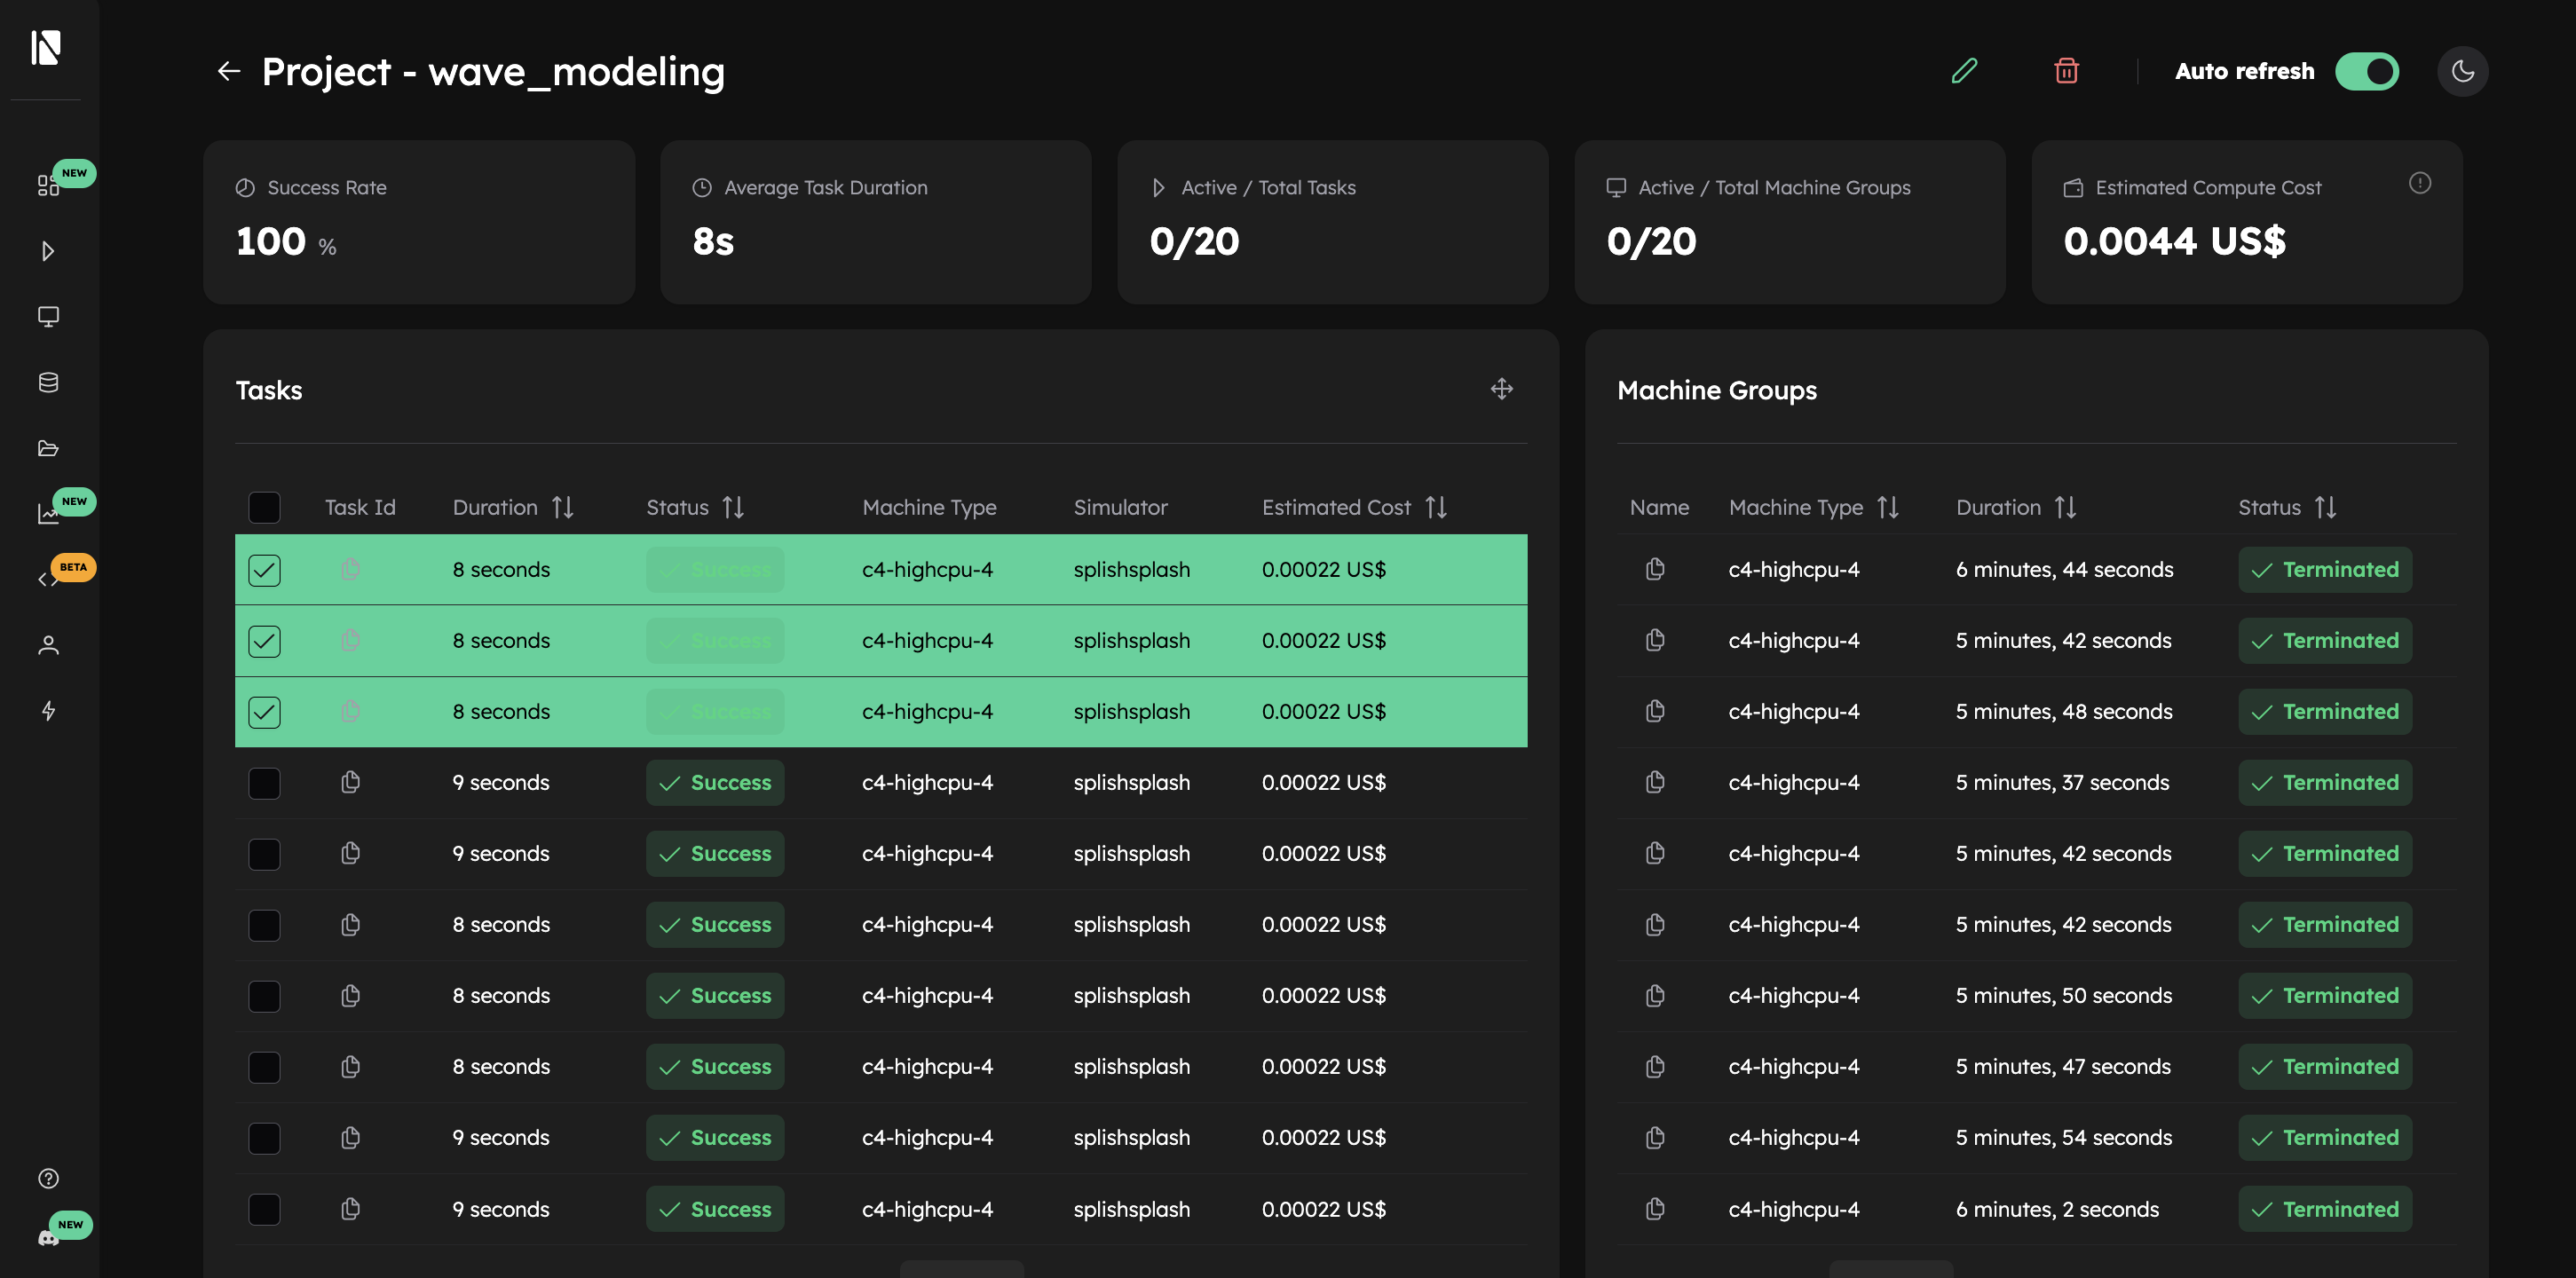 Project - wave_modeling
Auto refresh
NEW
Success Rate
100 %
Average Task Duration
8s
Active / Total Tasks
0/20
Active / Total Machine Groups
0/20
Estimated Compute Cost
0.0044 US$
NEW
BETA
NEW
Tasks
Task Id Duration Status Machine Type Simulator Estimated Cost
8 seconds Success c4-highcpu-4 splishsplash 0.00022 US$
8 seconds Success c4-highcpu-4 splishsplash 0.00022 US$
8 seconds Success c4-highcpu-4 splishsplash 0.00022 US$
9 seconds Success c4-highcpu-4 splishsplash 0.00022 US$
9 seconds Success c4-highcpu-4 splishsplash 0.00022 US$
8 seconds Success c4-highcpu-4 splishsplash 0.00022 US$
8 seconds Success c4-highcpu-4 splishsplash 0.00022 US$
8 seconds Success c4-highcpu-4 splishsplash 0.00022 US$
9 seconds Success c4-highcpu-4 splishsplash 0.00022 US$
9 seconds Success c4-highcpu-4 splishsplash 0.00022 US$
Machine Groups
Name Machine Type Duration Status
c4-highcpu-4 6 minutes, 44 seconds Terminated
c4-highcpu-4 5 minutes, 42 seconds Terminated
c4-highcpu-4 5 minutes, 48 seconds Terminated
c4-highcpu-4 5 minutes, 37 seconds Terminated
c4-highcpu-4 5 minutes, 42 seconds Terminated
c4-highcpu-4 5 minutes, 42 seconds Terminated
c4-highcpu-4 5 minutes, 50 seconds Terminated
c4-highcpu-4 5 minutes, 47 seconds Terminated
c4-highcpu-4 5 minutes, 54 seconds Terminated
c4-highcpu-4 6 minutes, 2 seconds Terminated